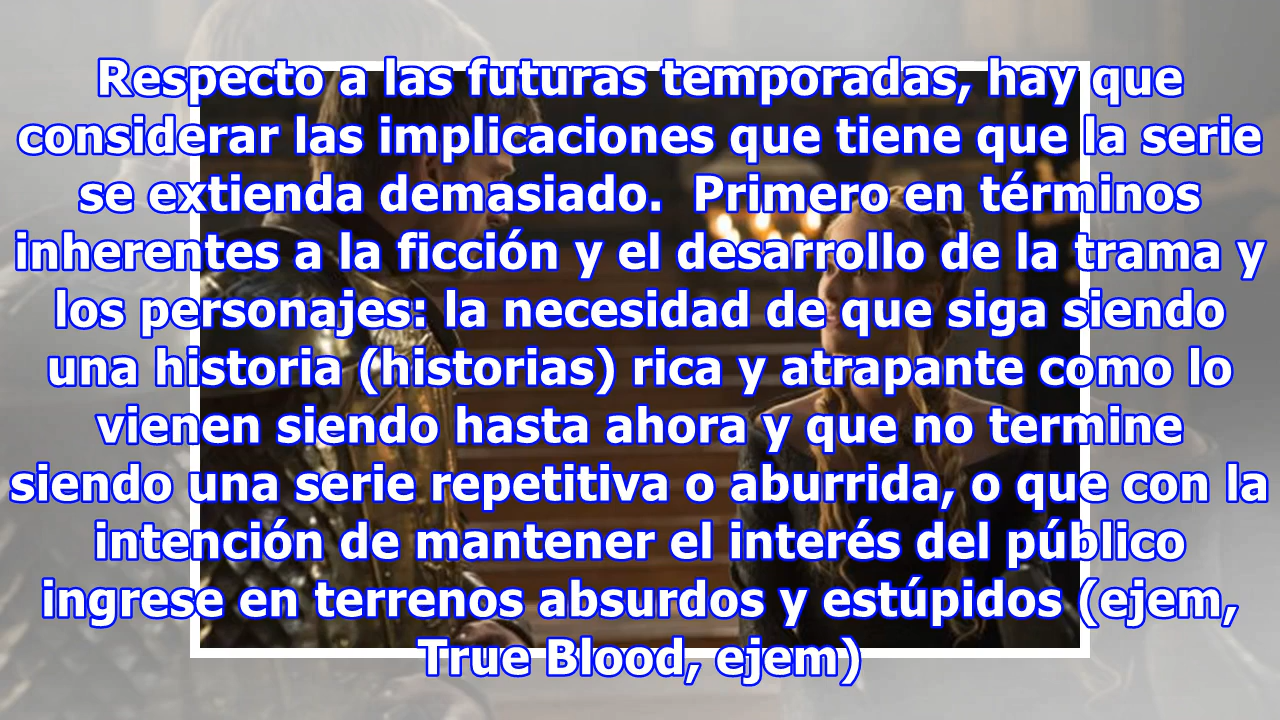 Respecto a las futuras temporadas, hay que
considerar las implicaciones que tiene que la serie
se extienda demasiado.  Primero en términos
inherentes a la ficción y el desarrollo de la trama y
los personajes: la necesidad de que siga siendo
una historia (historias) rica y atrapante como lo
vienen siendo hasta ahora y que no termine
siendo una serie repetitiva o aburrida, o que con la
intención de mantener el interés del público
ingrese en terrenos absurdos y estúpidos (ejem,
True Blood, ejem)